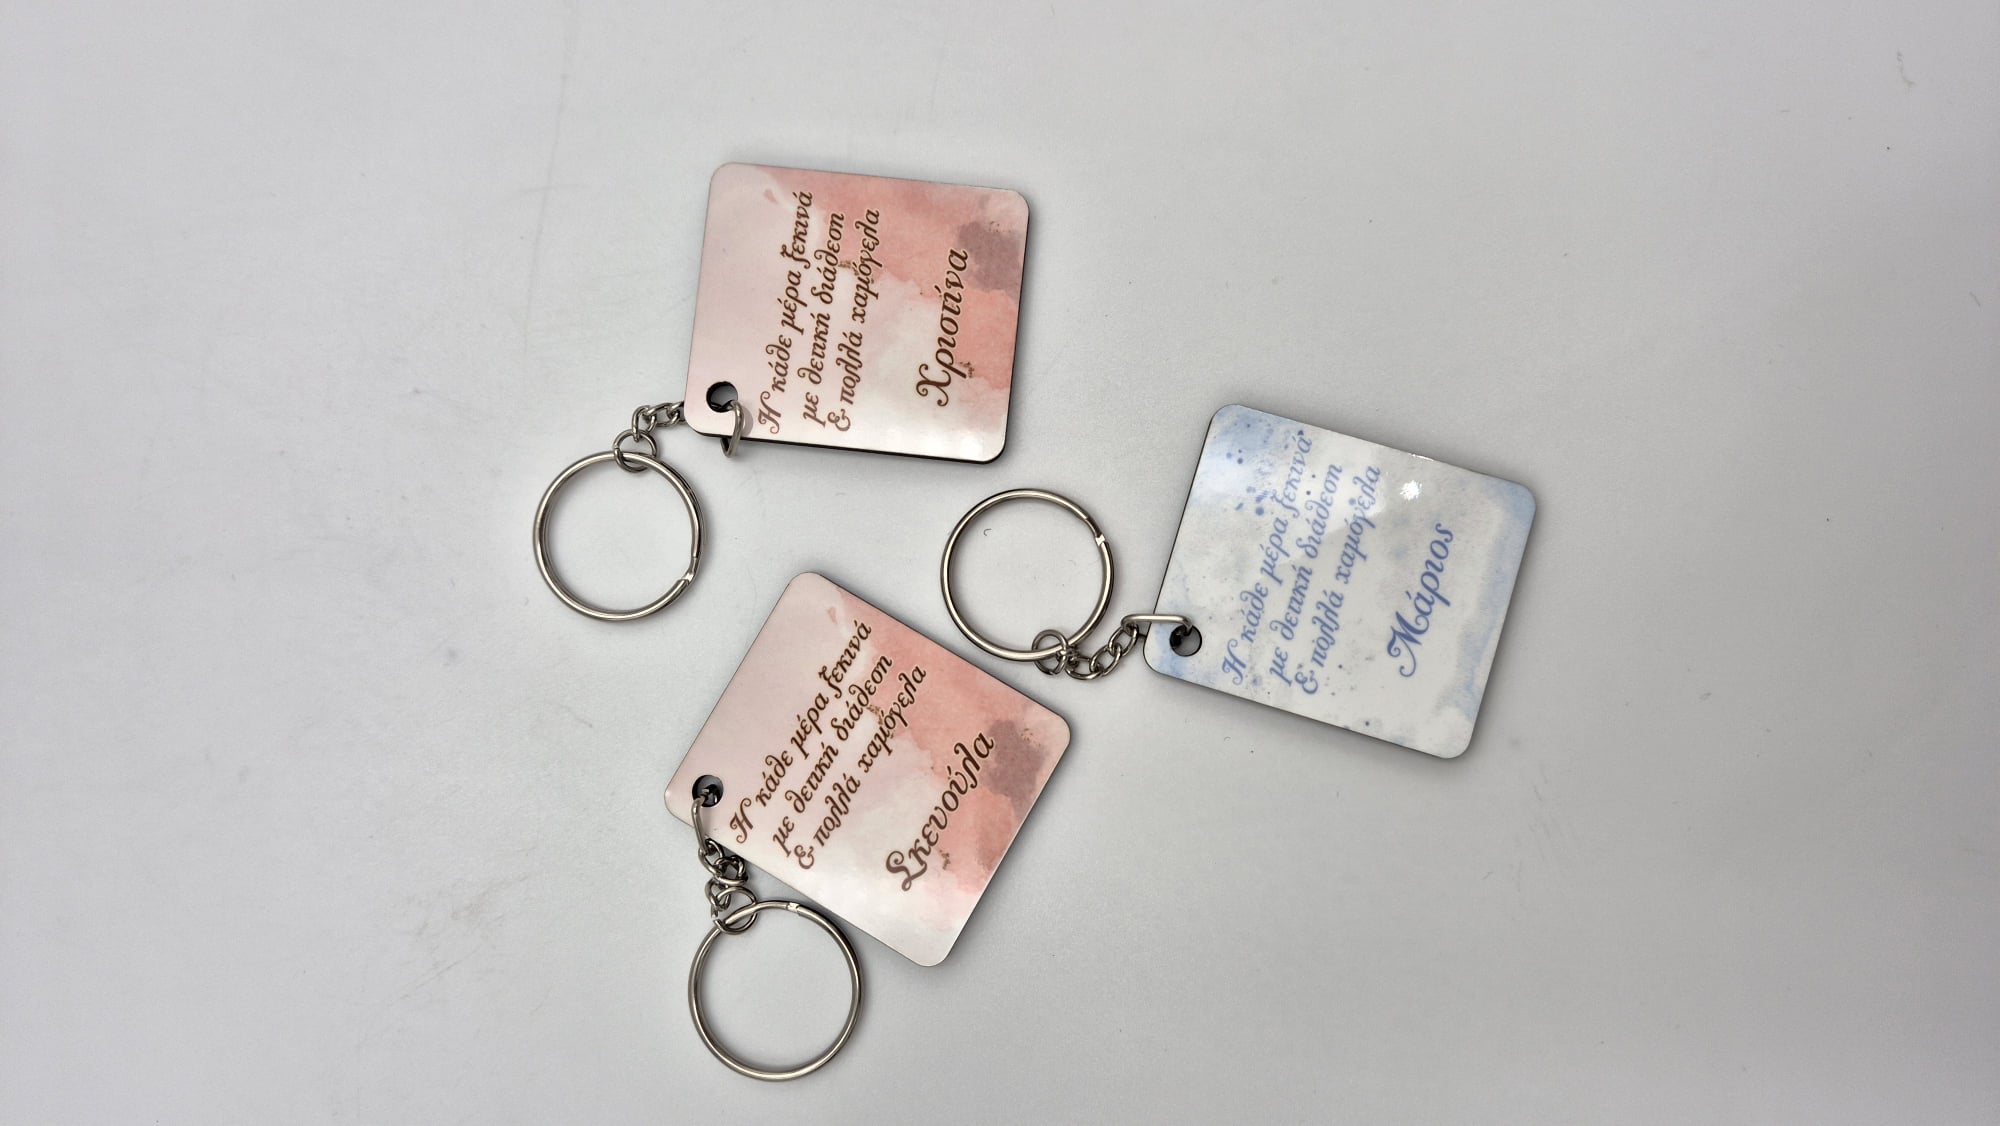 Η κάθε μέρα ξεκινά
με θετική διάθεση
& πολλά χαμόγελα
Χριστίνα
Η κάθε μέρα ξεκινά
με θετική διάθεση
& πολλά χαμόγελα
Σκευούλα
Η κάθε μέρα ξεκινά
με θετική διάθεση
& πολλά χαμόγελα
Μάριος